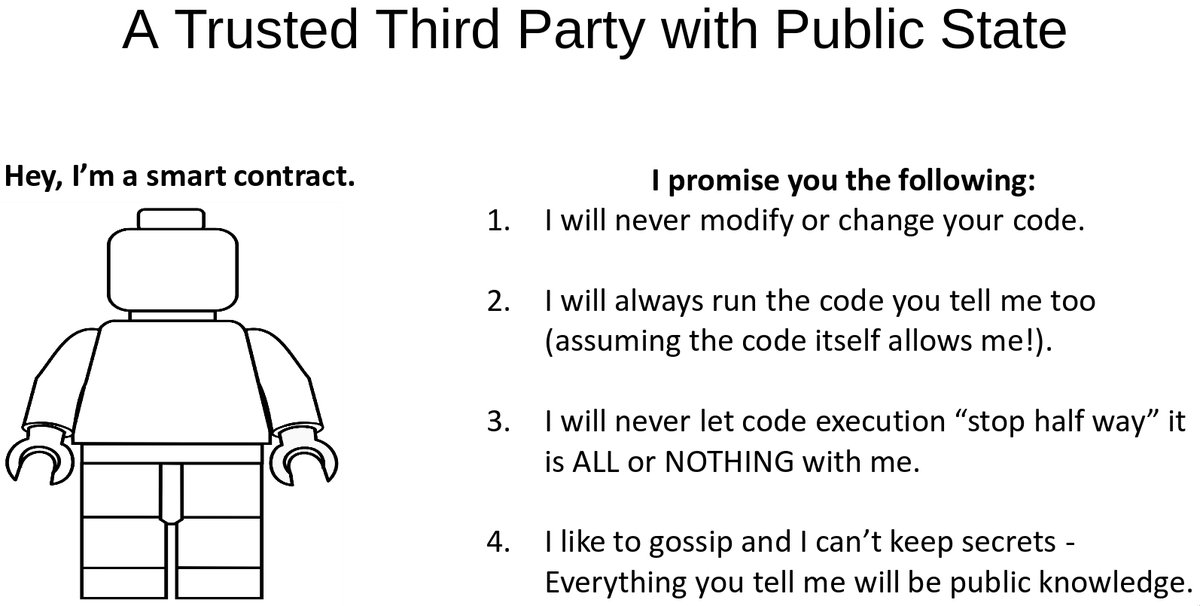 A Trusted Third Party with Public State
Hey, I’m a smart contract.
I promise you the following:
1. I will never modify or change your code.
2. I will always run the code you tell me too
(assuming the code itself allows me!).
3. I will never let code execution “stop half way” it
is ALL or NOTHING with me.
4. I like to gossip and I can’t keep secrets -
Everything you tell me will be public knowledge.